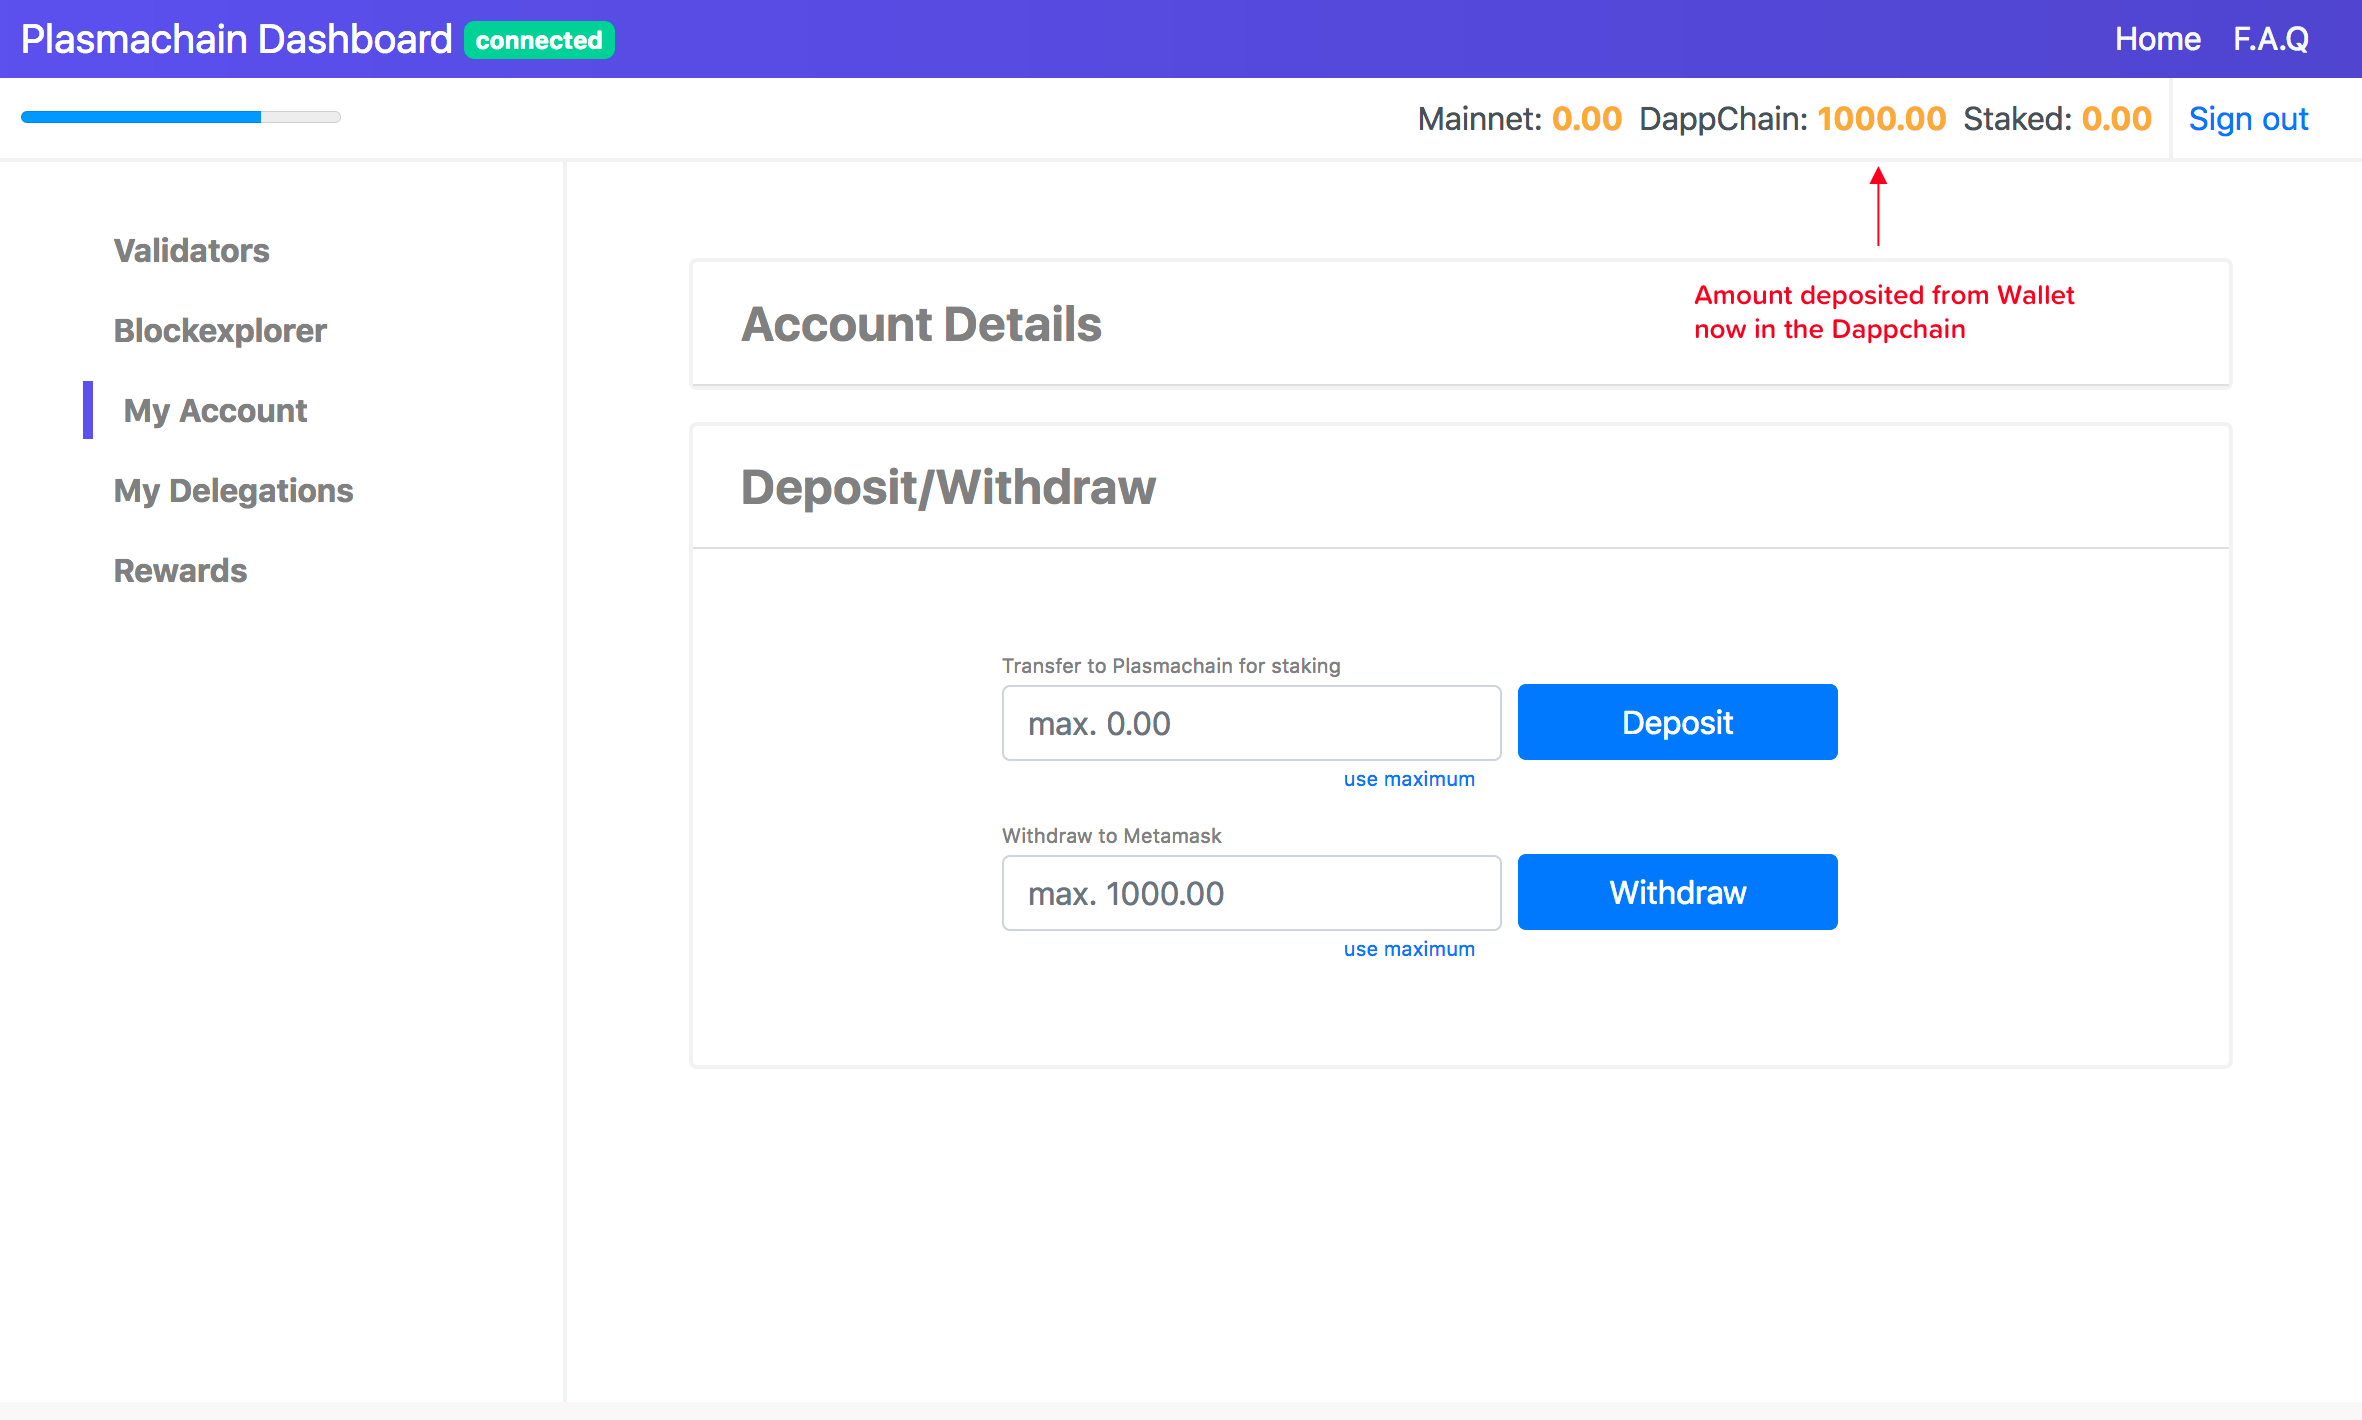 Plasmachain Dashboard connected Home F.A.Q
Mainnet: 0.00 DappChain: 1000.00 Staked: 0.00 Sign out
Validators
Blockexplorer
My Account
My Delegations
Rewards
Account Details
Amount deposited from Wallet
now in the Dappchain
Deposit/Withdraw
Transfer to Plasmachain for staking
max. 0.00 Deposit
use maximum
Withdraw to Metamask
max. 1000.00 Withdraw
use maximum